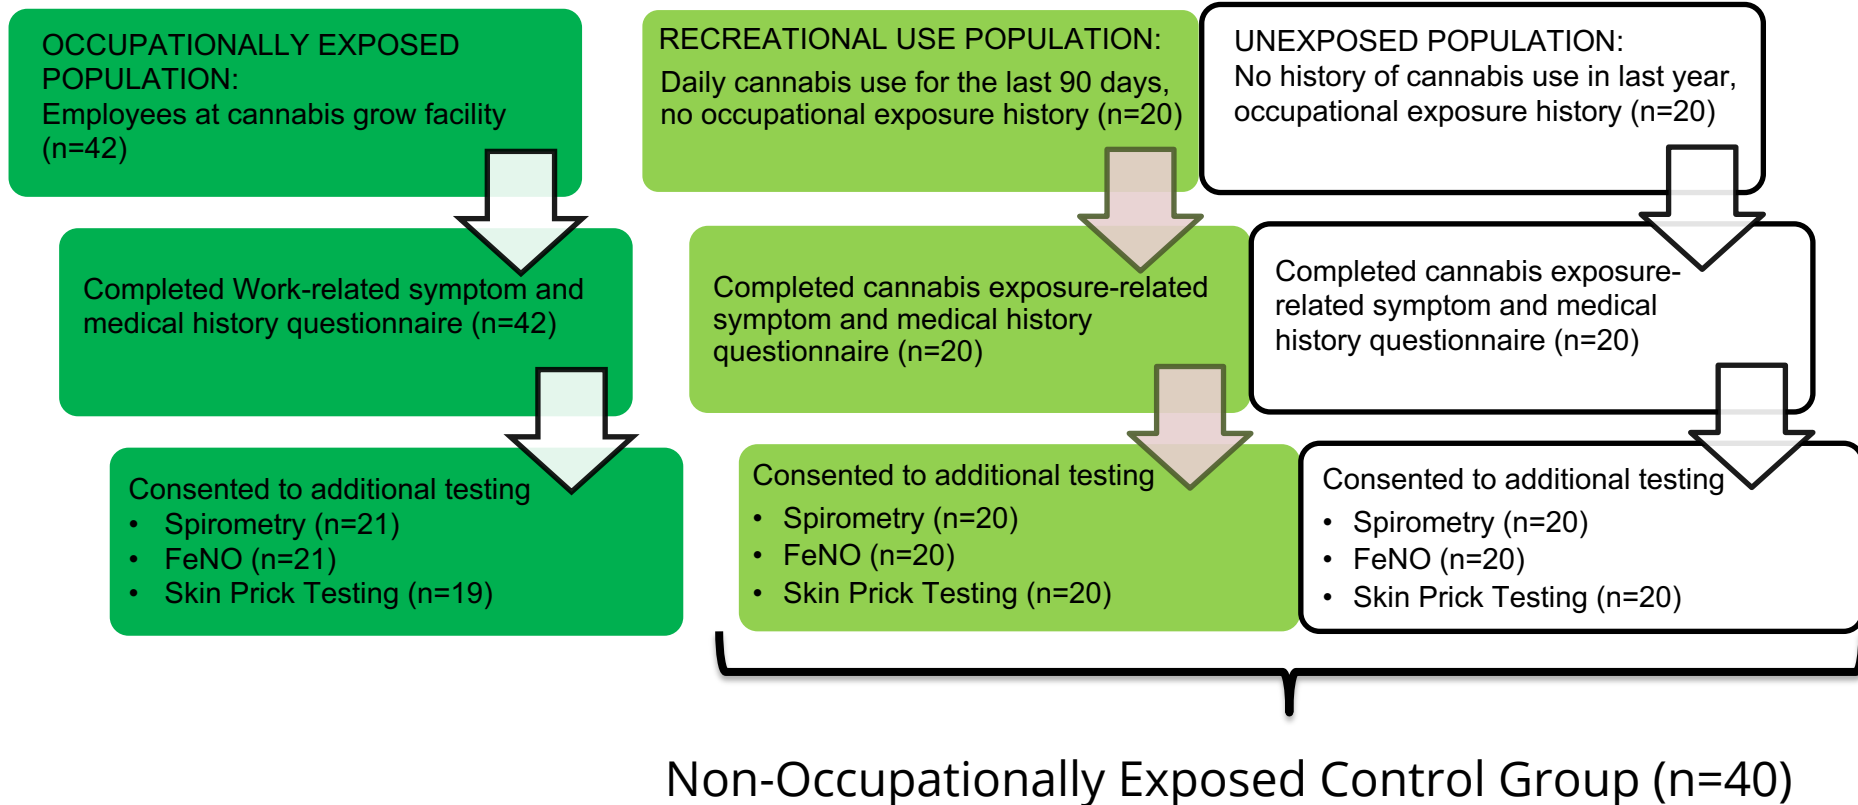 OCCUPATIONALLY EXPOSED
POPULATION:
Employees at cannabis grow facility
(n=42)
Completed Work-related symptom and
medical history questionnaire (n=42)
Consented to additional testing
• Spirometry (n=21)
• FeNO (n=21)
• Skin Prick Testing (n=19)
RECREATIONAL USE POPULATION:
Daily cannabis use for the last 90 days,
no occupational exposure history (n=20)
Completed cannabis exposure-related
symptom and medical history
questionnaire (n=20)
Consented to additional testing
• Spirometry (n=20)
• FeNO (n=20)
• Skin Prick Testing (n=20)
UNEXPOSED POPULATION:
No history of cannabis use in last year,
occupational exposure history (n=20)
Completed cannabis exposure-
related symptom and medical
history questionnaire (n=20)
Consented to additional testing
• Spirometry (n=20)
• FeNO (n=20)
• Skin Prick Testing (n=20)
Non-Occupationally Exposed Control Group (n=40)